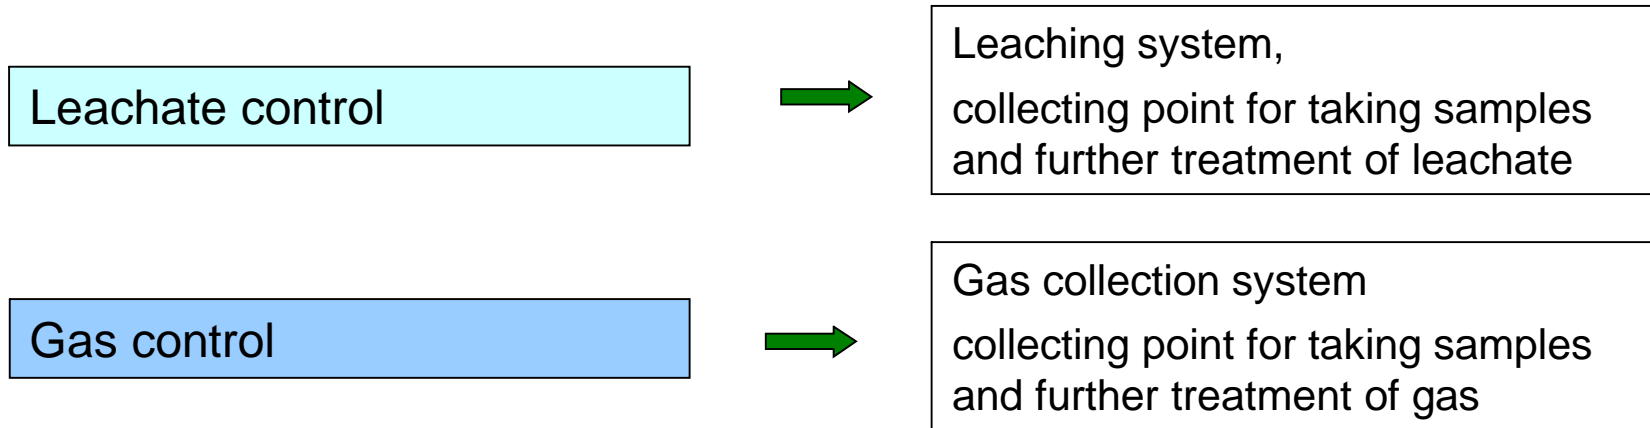 Leachate control
Leaching system,
collecting point for taking samples
and further treatment of leachate
Gas control
Gas collection system
collecting point for taking samples
and further treatment of gas